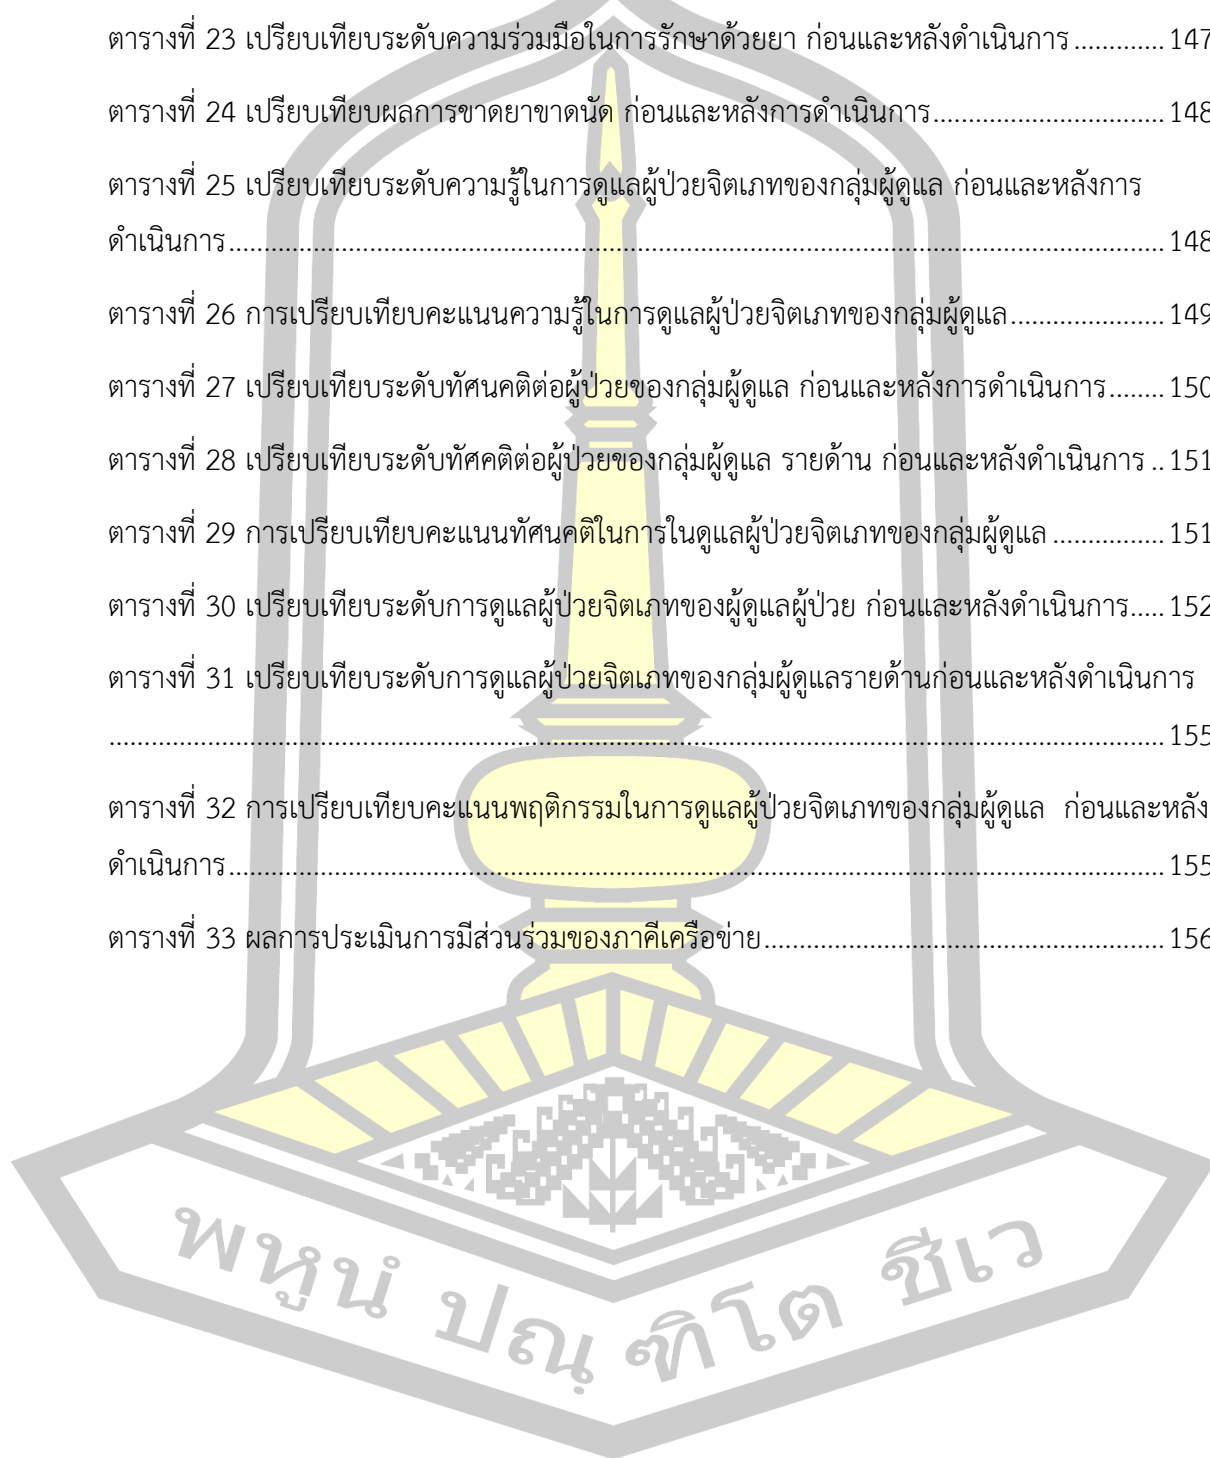 ตารางที่ 23 เปรียบเทียบระดับความร่วมมือในการรักษาด้วยยา ก่อนและหลังดำเนินการ ............. 147
ตารางที่ 24 เปรียบเทียบผลการขาดยาขาดนัด ก่อนและหลังการดำเนินการ................................. 148
ตารางที่ 25 เปรียบเทียบระดับความรู้ในการดูแลผู้ป่วยจิตเภทของกลุ่มผู้ดูแล ก่อนและหลังการ
ดำเนินการ..................................................................................................................................... 148
ตารางที่ 26 การเปรียบเทียบคะแนนความรู้ในการดูแลผู้ป่วยจิตเภทของกลุ่มผู้ดูแล...................... 149
ตารางที่ 27 เปรียบเทียบระดับทัศนคติต่อผู้ป่วยของกลุ่มผู้ดูแล ก่อนและหลังการดำเนินการ........ 150
ตารางที่ 28 เปรียบเทียบระดับทัศคติต่อผู้ป่วยของกลุ่มผู้ดูแล รายด้าน ก่อนและหลังดำเนินการ .. 151
ตารางที่ 29 การเปรียบเทียบคะแนนทัศนคติในการในดูแลผู้ป่วยจิตเภทของกลุ่มผู้ดูแล ................ 151
ตารางที่ 30 เปรียบเทียบระดับการดูแลผู้ป่วยจิตเภทของผู้ดูแลผู้ป่วย ก่อนและหลังดำเนินการ..... 152
ตารางที่ 31 เปรียบเทียบระดับการดูแลผู้ป่วยจิตเภทของกลุ่มผู้ดูแลรายด้านก่อนและหลังดำเนินการ
...................................................................................................................................................... 155
ตารางที่ 32 การเปรียบเทียบคะแนนพฤติกรรมในการดูแลผู้ป่วยจิตเภทของกลุ่มผู้ดูแล ก่อนและหลัง
ดำเนินการ..................................................................................................................................... 155
ตารางที่ 33 ผลการประเมินการมีส่วนร่วมของภาคีเครือข่าย......................................................... 156
พหูนํ ปณฺฑิโต ชีเว